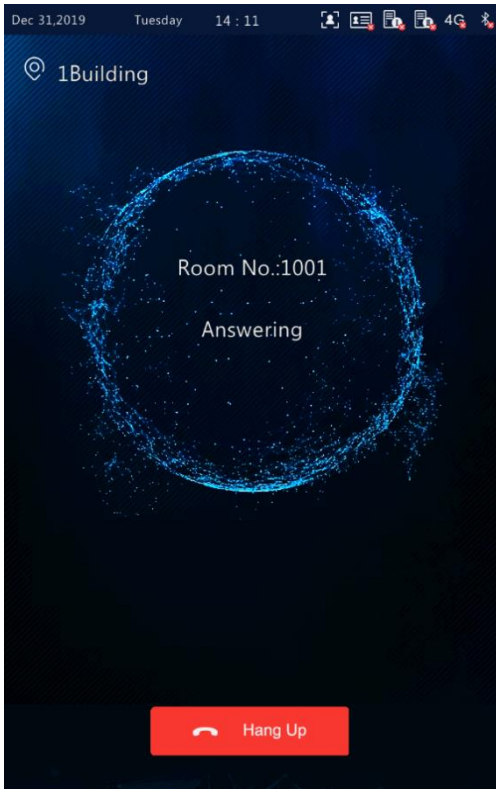 Dec 31,2019 Tuesday 14 : 11 4G
1Building
Room No.:1001
Answering
Hang Up